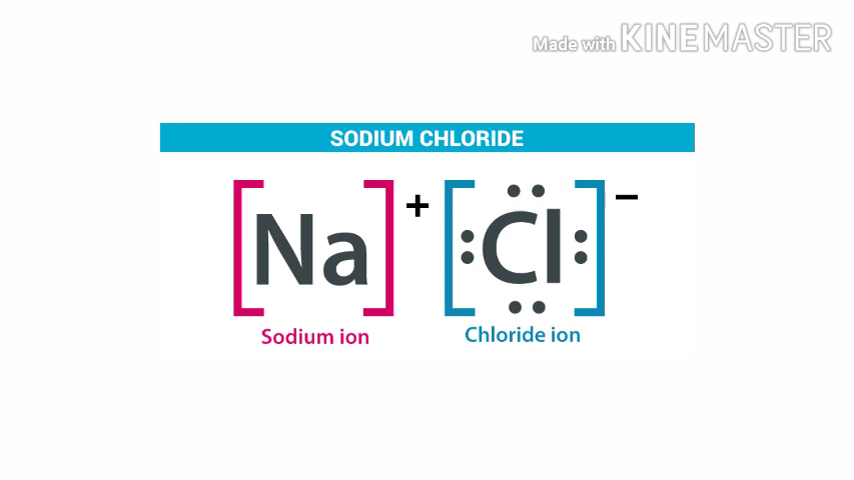 Made with KINEMASTER
SODIUM CHLORIDE
[Na]+ [:Cl:]−
Sodium ion Chloride ion